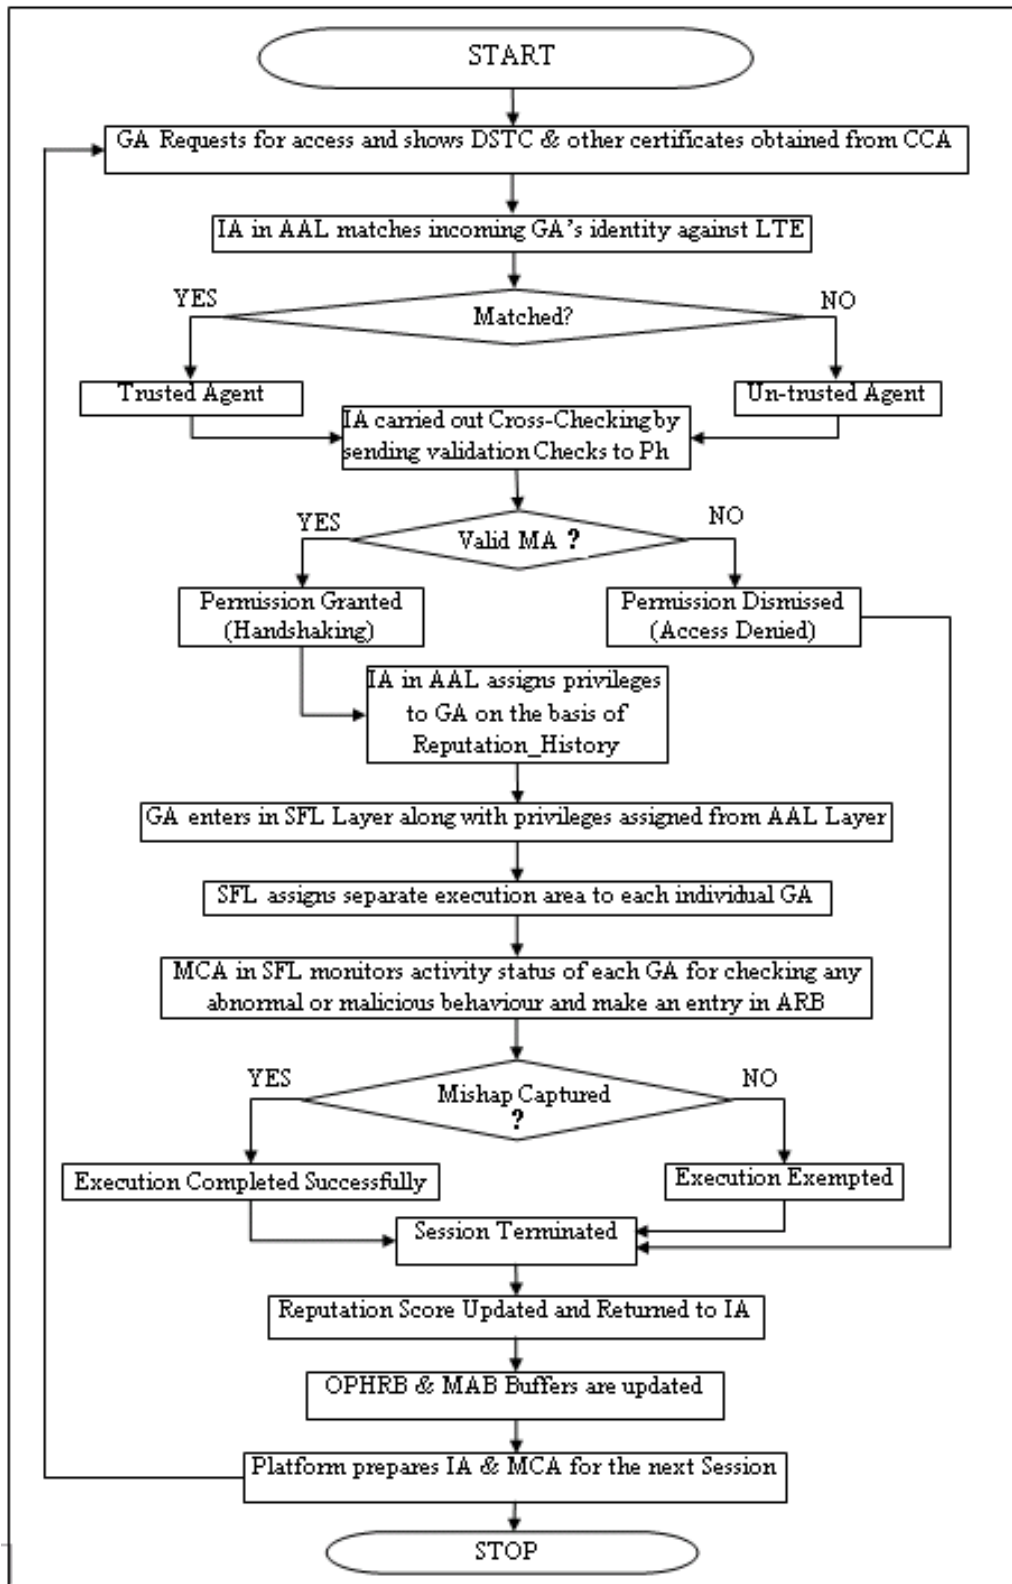 START
GA Requests for access and shows DSTC & other certificates obtained from CCA
IA in AAL matches incoming GA's identity against LTE
YES
NO
Matched?
Trusted Agent
Un-trusted Agent
IA carried out Cross-Checking by
sending validation Checks to Ph
YES
NO
Valid MA ?
Permission Granted
(Handshaking)
Permission Dismissed
(Access Denied)
IA in AAL assigns privileges
to GA on the basis of
Reputation_History
GA enters in SFL Layer along with privileges assigned from AAL Layer
SFL assigns separate execution area to each individual GA
MCA in SFL monitors activity status of each GA for checking any
abnormal or malicious behaviour and make an entry in ARB
YES
NO
Mishap Captured
?
Execution Completed Successfully
Execution Exempted
Session Terminated
Reputation Score Updated and Returned to IA
OPHRB & MAB Buffers are updated
Platform prepares IA & MCA for the next Session
STOP